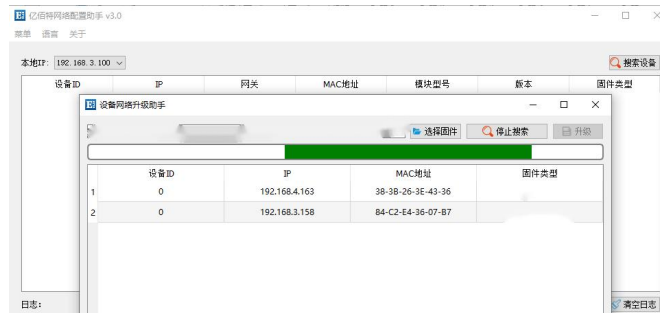 亿佰特网络配置助手 v3.0
菜单 语言 关于
本地IP: 192.168.3.100 搜索设备
设备ID IP 网关 MAC地址 模块型号 版本 固件类型
设备网络升级助手
选择固件 停止搜索 升级
设备ID IP MAC地址 固件类型
1 0 192.168.4.163 38-3B-26-3E-43-36
2 0 192.168.3.158 84-C2-E4-36-07-B7
日志: 清空日志